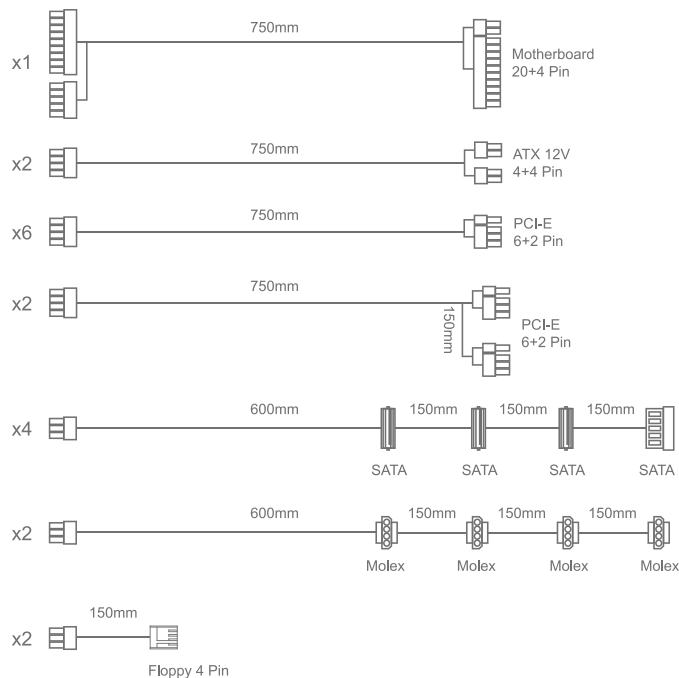 750mm
x1
Motherboard
20+4 Pin
750mm
x2
ATX 12V
4+4 Pin
750mm
x6
PCI-E
6+2 Pin
750mm
x2
150mm
PCI-E
6+2 Pin
600mm 150mm 150mm 150mm
x4
SATA SATA SATA SATA
600mm 150mm 150mm 150mm
x2
Molex Molex Molex Molex
150mm
x2
Floppy 4 Pin